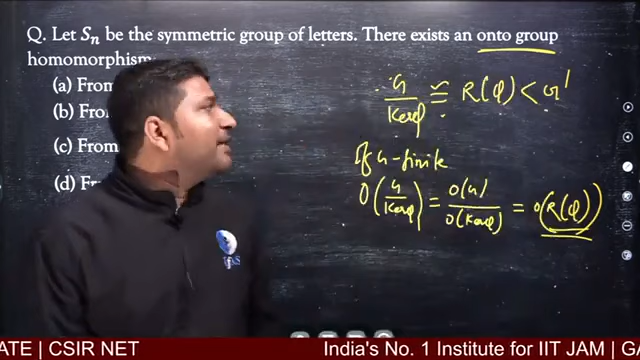 Q. Let Sn be the symmetric group of letters. There exists an onto group
homomorphism
(a) From
(b) Fro
(c) From
(d) Fr
G/Kerφ ≅ R(φ) < G'
If G-finite
O(G/Kerφ) = O(G)/O(Kerφ) = O(R(φ))
ATE | CSIR NET India's No. 1 Institute for IIT JAM | GA